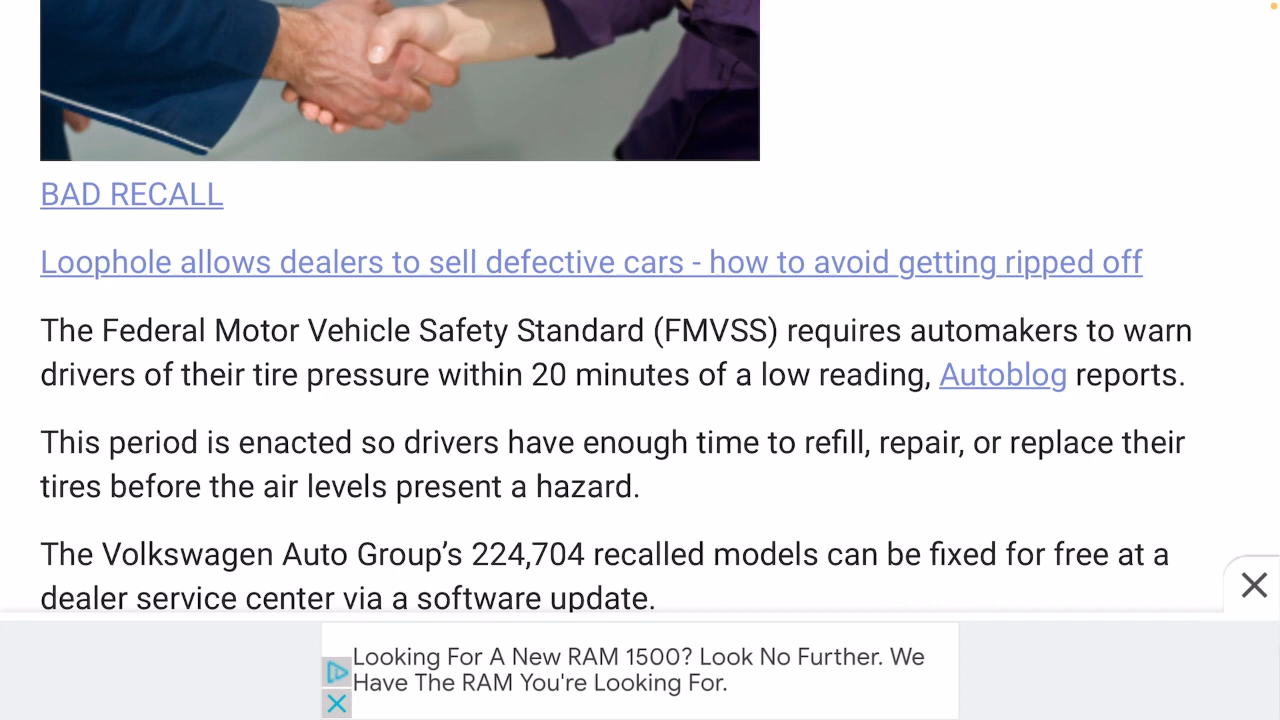 BAD RECALL
Loophole allows dealers to sell defective cars - how to avoid getting ripped off
The Federal Motor Vehicle Safety Standard (FMVSS) requires automakers to warn
drivers of their tire pressure within 20 minutes of a low reading, Autoblog reports.
This period is enacted so drivers have enough time to refill, repair, or replace their
tires before the air levels present a hazard.
The Volkswagen Auto Group’s 224,704 recalled models can be fixed for free at a
dealer service center via a software update.
Looking For A New RAM 1500? Look No Further. We
Have The RAM You're Looking For.